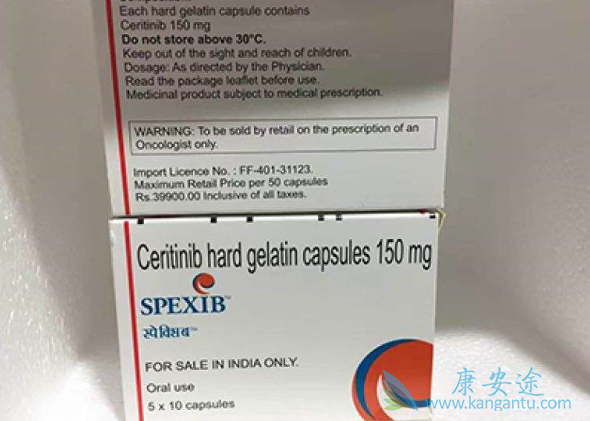 Each hard gelatin capsule contains
Ceritinib 150 mg
Do not store above 30°C.
Keep out of the sight and reach of children.
Dosage: As directed by the Physician.
Read the package leaflet before use.
Medicinal product subject to medical prescription.
WARNING: To be sold by retail on the prescription of an
Oncologist only.
Import Licence No. : FF-401-31123.
Maximum Retail Price per 50 capsules
Rs.39900.00 Inclusive of all taxes.
Ceritinib hard gelatin capsules 150 mg
SPEXIB™
स्पेक्सिब™
FOR SALE IN INDIA ONLY.
Oral use
5 x 10 capsules
康安途
www.kangantu.com